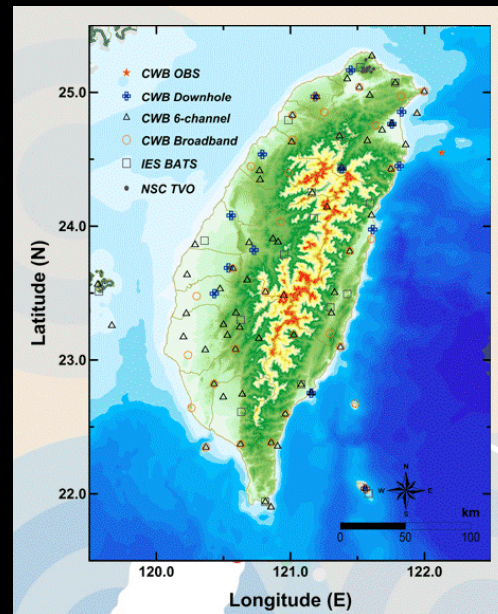 CWB OBS
CWB Downhole
CWB 6-channel
CWB Broadband
IES BATS
NSC TVO
25.0
24.0
23.0
22.0
Latitude (N)
N
W
E
S
km
0
50
100
120.0
121.0
122.0
Longitude (E)